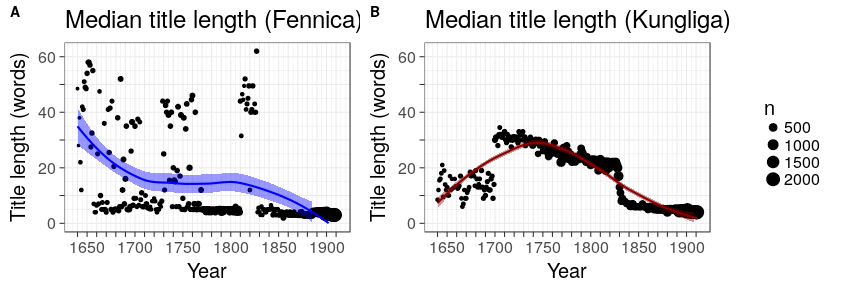 A
Median title length (Fennica)
Title length (words)
60
40
20
0
1650 1700 1750 1800 1850 1900
Year
B
Median title length (Kungliga)
Title length (words)
60
40
20
0
1650 1700 1750 1800 1850 1900
Year
n
500
1000
1500
2000